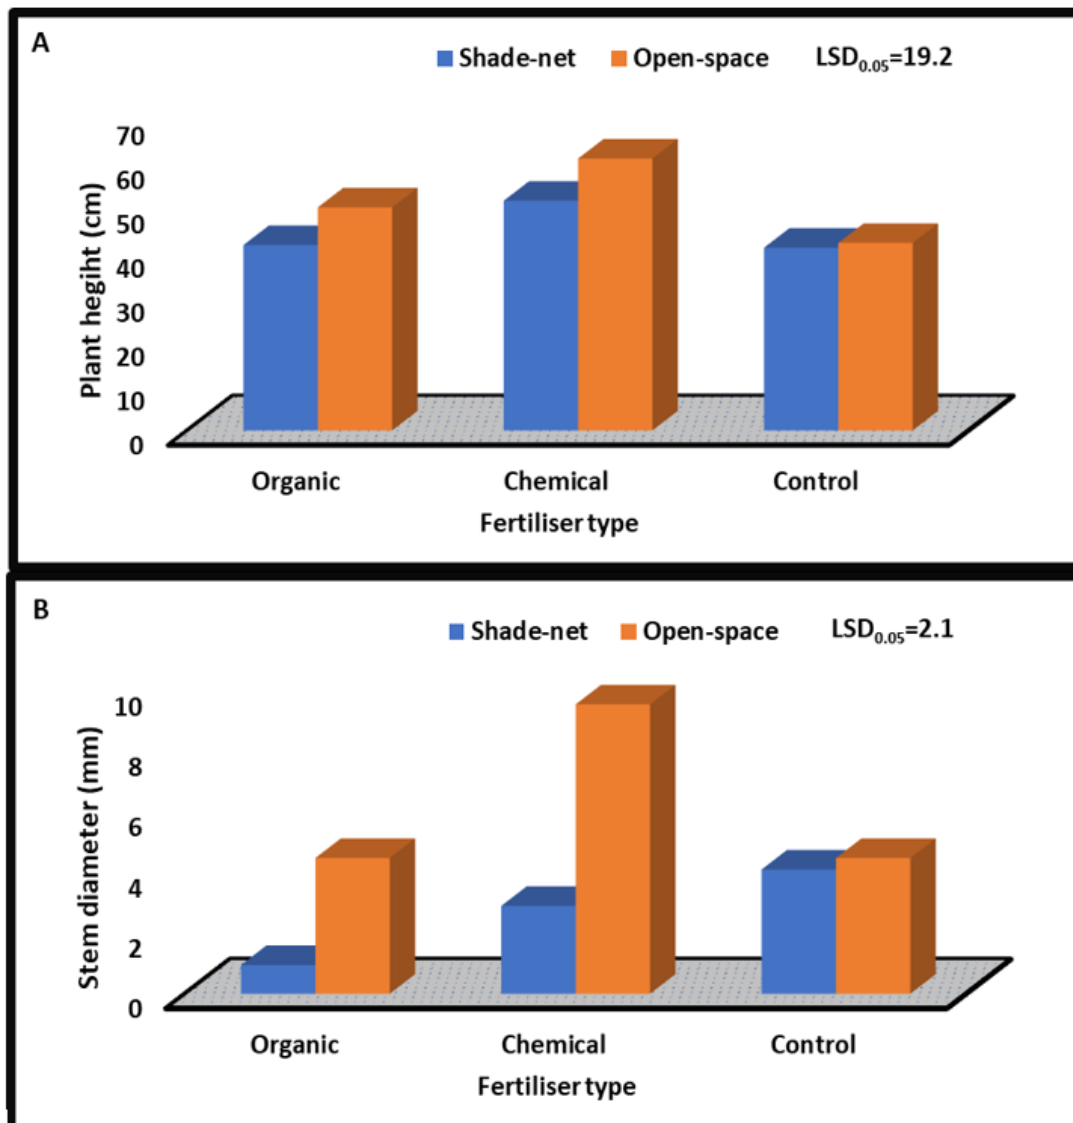 A
Shade-net Open-space LSD0.05=19.2
70
60
50
40
30
20
10
0
Plant hegiht (cm)
Organic Chemical Control
Fertiliser type
B
Shade-net Open-space LSD0.05=2.1
10
8
6
4
2
0
Stem diameter (mm)
Organic Chemical Control
Fertiliser type